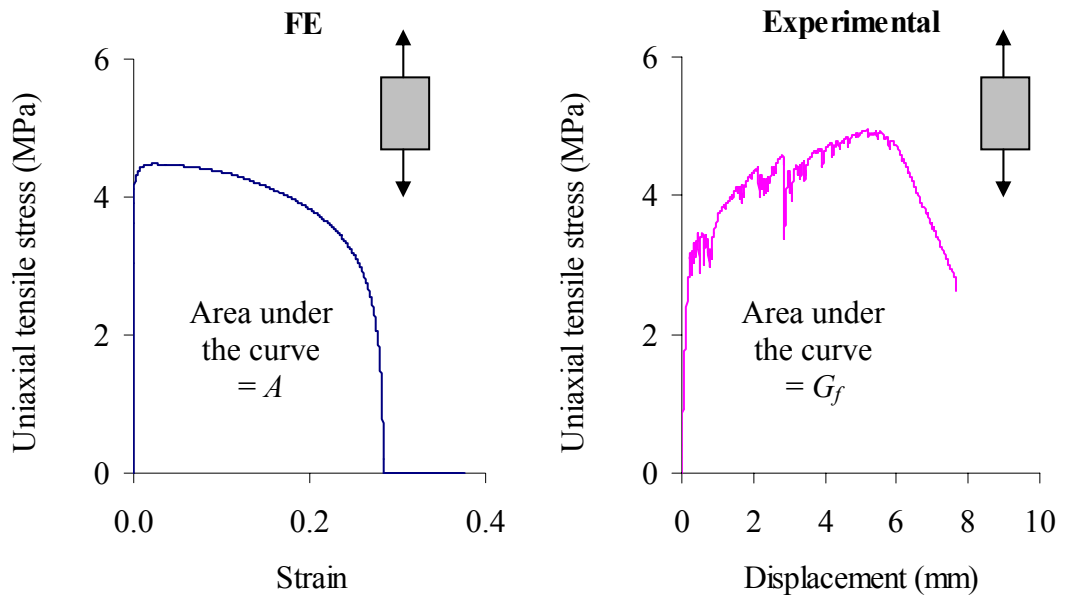 FE
Uniaxial tensile stress (MPa)
6
4
2
0
Area under
the curve
= A
0.0
0.2
0.4
Strain
Experimental
Uniaxial tensile stress (MPa)
6
4
2
0
Area under
the curve
= Gf
0
2
4
6
8
10
Displacement (mm)